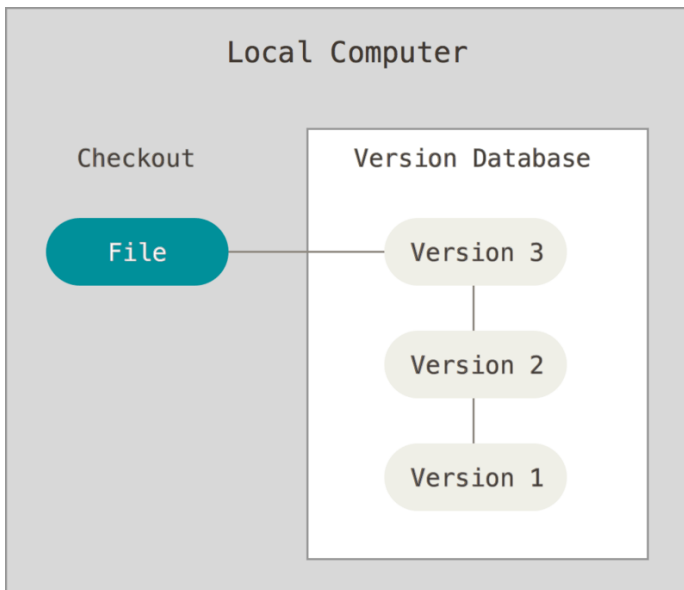 Local Computer
Checkout
Version Database
File
Version 3
Version 2
Version 1